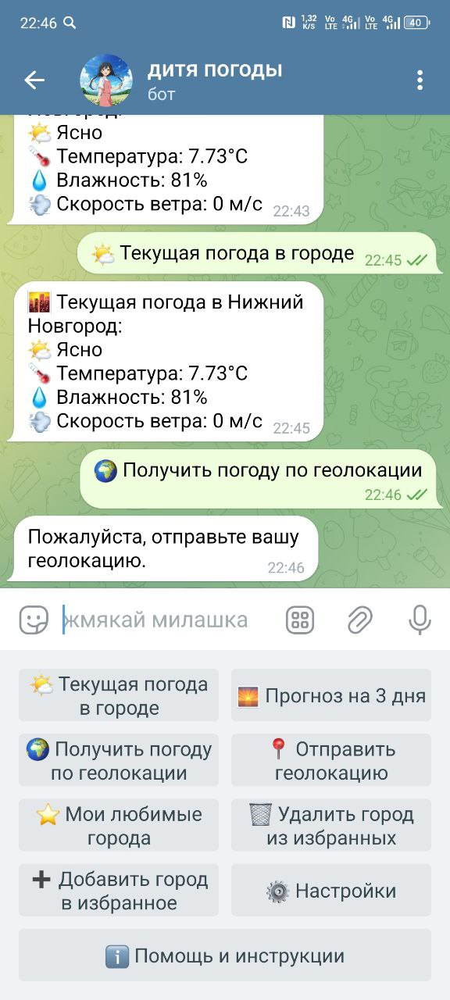 22:46
1,32 K/S Vo LTE 4G Vo LTE 4G 40
дитя погоды
бот
Новгород:
Ясно
Температура: 7.73°C
Влажность: 81%
Скорость ветра: 0 м/с 22:43
Текущая погода в городе 22:45
Текущая погода в Нижний
Новгород:
Ясно
Температура: 7.73°C
Влажность: 81%
Скорость ветра: 0 м/с 22:45
Получить погоду по геолокации
22:46
Пожалуйста, отправьте вашу
геолокацию. 22:46
жмякай милашка
Текущая погода
в городе
Прогноз на 3 дня
Получить погоду
по геолокации
Отправить
геолокацию
Мои любимые
города
Удалить город
из избранных
Добавить город
в избранное
Настройки
Помощь и инструкции